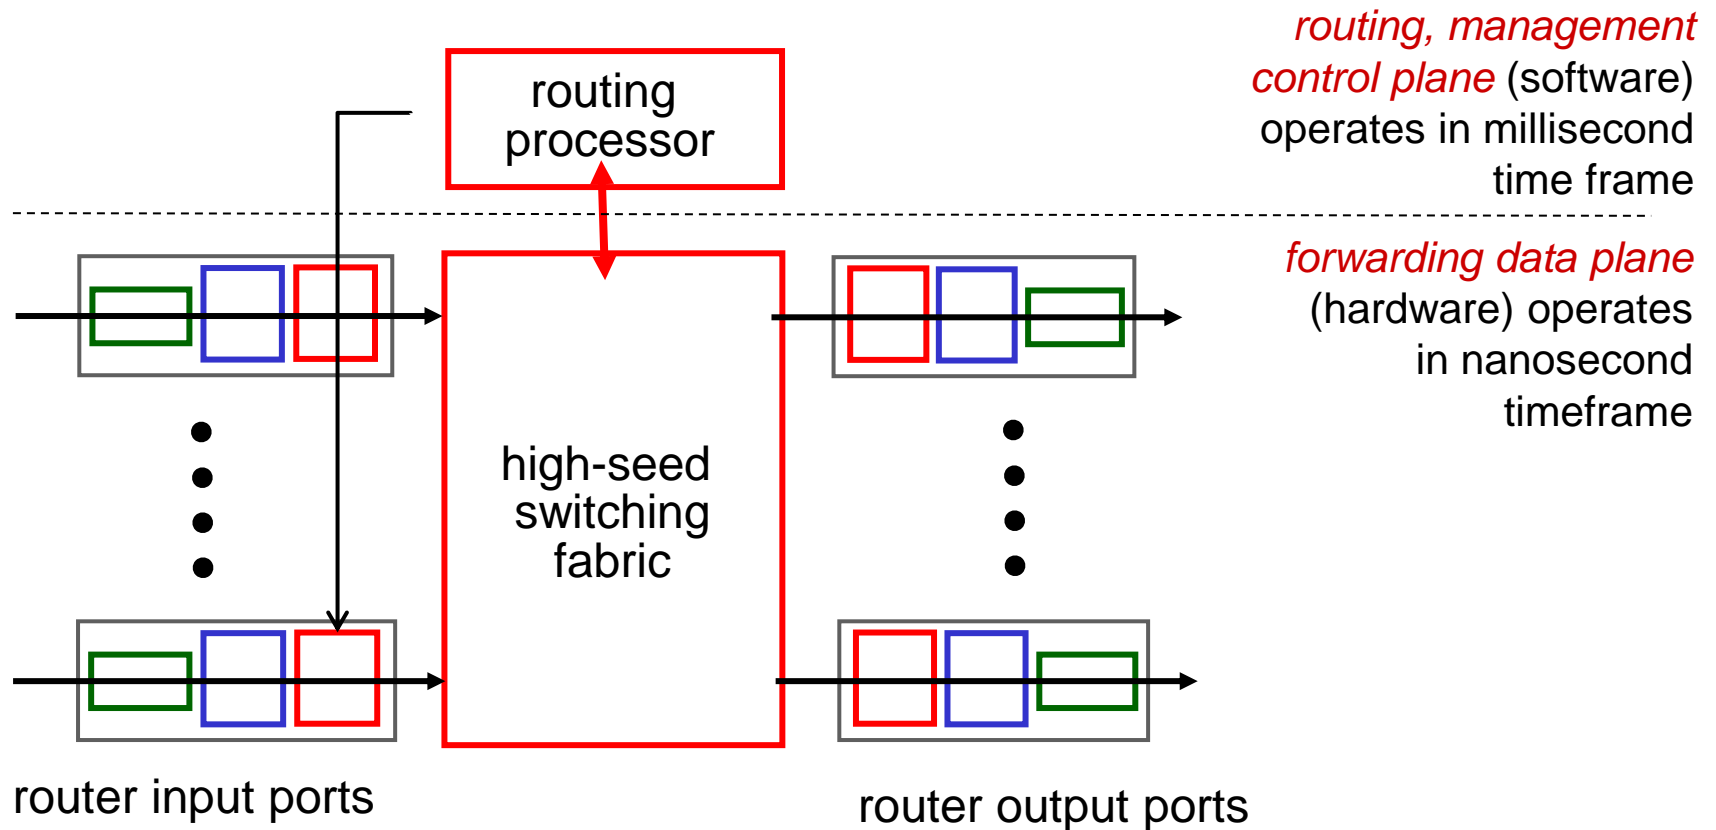 routing, management
control plane (software)
operates in millisecond
time frame
routing
processor
forwarding data plane
(hardware) operates
in nanosecond
timeframe
high-seed
switching
fabric
router input ports
router output ports